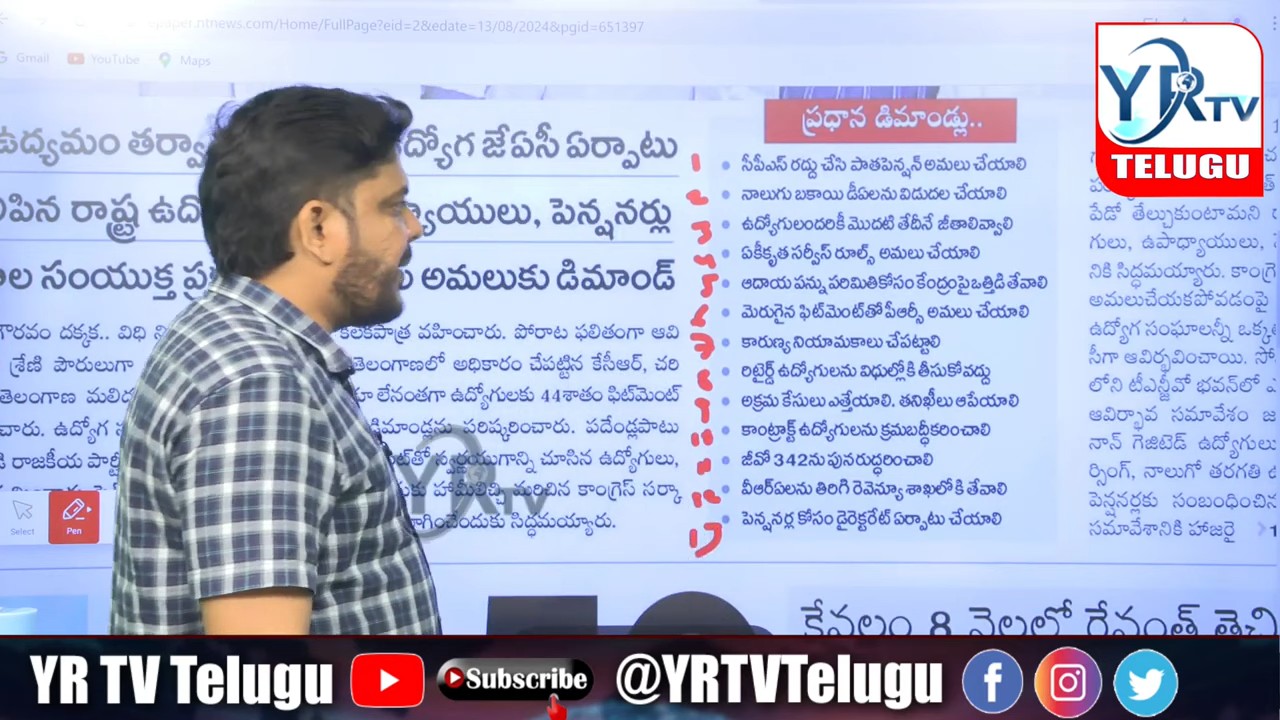 paper.ntnews.com/Home/FullPage?eid=2&edate=13/08/2024&pgid=651397
Gmail YouTube Maps
YRTV
TELUGU
ఉద్యమం ద్యోగ జేఏసీ ఏర్పాటు
రాష్ట్ర పెన్షనర్లు
సంయుక్త అమలుకు డిమాండ్
గౌరవం దక్కక.. విధి వహించారు. పోరాట ఫలితంగా ఆవి
శ్రేణి పౌరులుగా తెలంగాణలో అధికారం చేపట్టిన కేసీఆర్, చరి
తెలంగాణ లేనంతగా ఉద్యోగులకు 44శాతం ఫిట్‌మెంట్
చారు. ఉద్యోగ పరిష్కరించారు. పదేండ్లపాటు
రాజకీయ స్వర్ణయుగాన్ని చూసిన ఉద్యోగులు,
హామీలిచ్చి మరిచిన కాంగ్రెస్ సర్కా
సిద్ధమయ్యారు.
Select
Pen
ప్రధాన డిమాండ్లు..
• సీపీఎస్ రద్దు చేసి పాతపెన్షన్ అమలు చేయాలి
• నాలుగు బకాయి డీఏలను విడుదల చేయాలి
• ఉద్యోగులందరికీ మొదటి తేదీనే జీతాలివ్వాలి
• ఏకీకృత సర్వీస్ రూల్స్ అమలు చేయాలి
• ఆదాయ పన్ను పరిమితికోసం కేంద్రంపై ఒత్తిడి తేవాలి
• మెరుగైన ఫిట్‌మెంట్‌తో పీఆర్సీ అమలు చేయాలి
• కారుణ్య నియామకాలు చేపట్టాలి
• రిటైర్డ్ ఉద్యోగులను విధుల్లోకి తీసుకోవద్దు
• అక్రమ కేసులు ఎత్తేయాలి. తనిఖీలు ఆపేయాలి
• కాంట్రాక్ట్ ఉద్యోగులను క్రమబద్ధీకరించాలి
• జీవో 342ను పునరుద్ధరించాలి
• వీఆర్ఏలను తిరిగి రెవెన్యూ శాఖలోకి తేవాలి
• పెన్షనర్ల కోసం డైరెక్టరేట్ ఏర్పాటు చేయాలి
పేడో తేల్చుకుంటామని
గులు, ఉపాధ్యాయులు,
నికి సిద్ధమయ్యారు. కాంగ్రె
అమలుచేయకపోవడంపై
ఉద్యోగ సంఘాలన్నీ ఒక్క
సీగా ఆవిర్భవించాయి. సో
లోని టీఎన్జీవో భవన్‌లో
ఆవిర్భావ సమావేశం
నాన్ గెజిటెడ్ ఉద్యోగులు
ర్సింగ్, నాలుగో తరగతి
పెన్షనర్లకు సంబంధించిన
సమావేశానికి హాజరై
కేవలం 8 నెలల్లో రేవంత్ తెచ్చి
YR TV Telugu Subscribe @YRTVTelugu